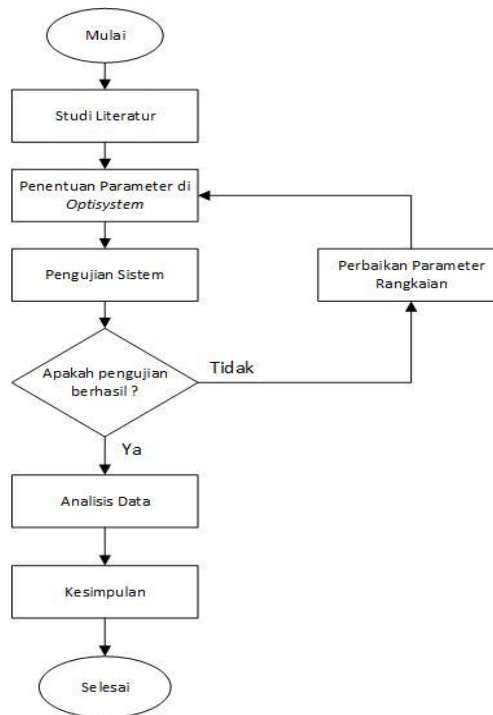 Mulai
Studi Literatur
Penentuan Parameter di
Optisystem
Pengujian Sistem
Perbaikan Parameter
Rangkaian
Apakah pengujian
berhasil ?
Tidak
Ya
Analisis Data
Kesimpulan
Selesai